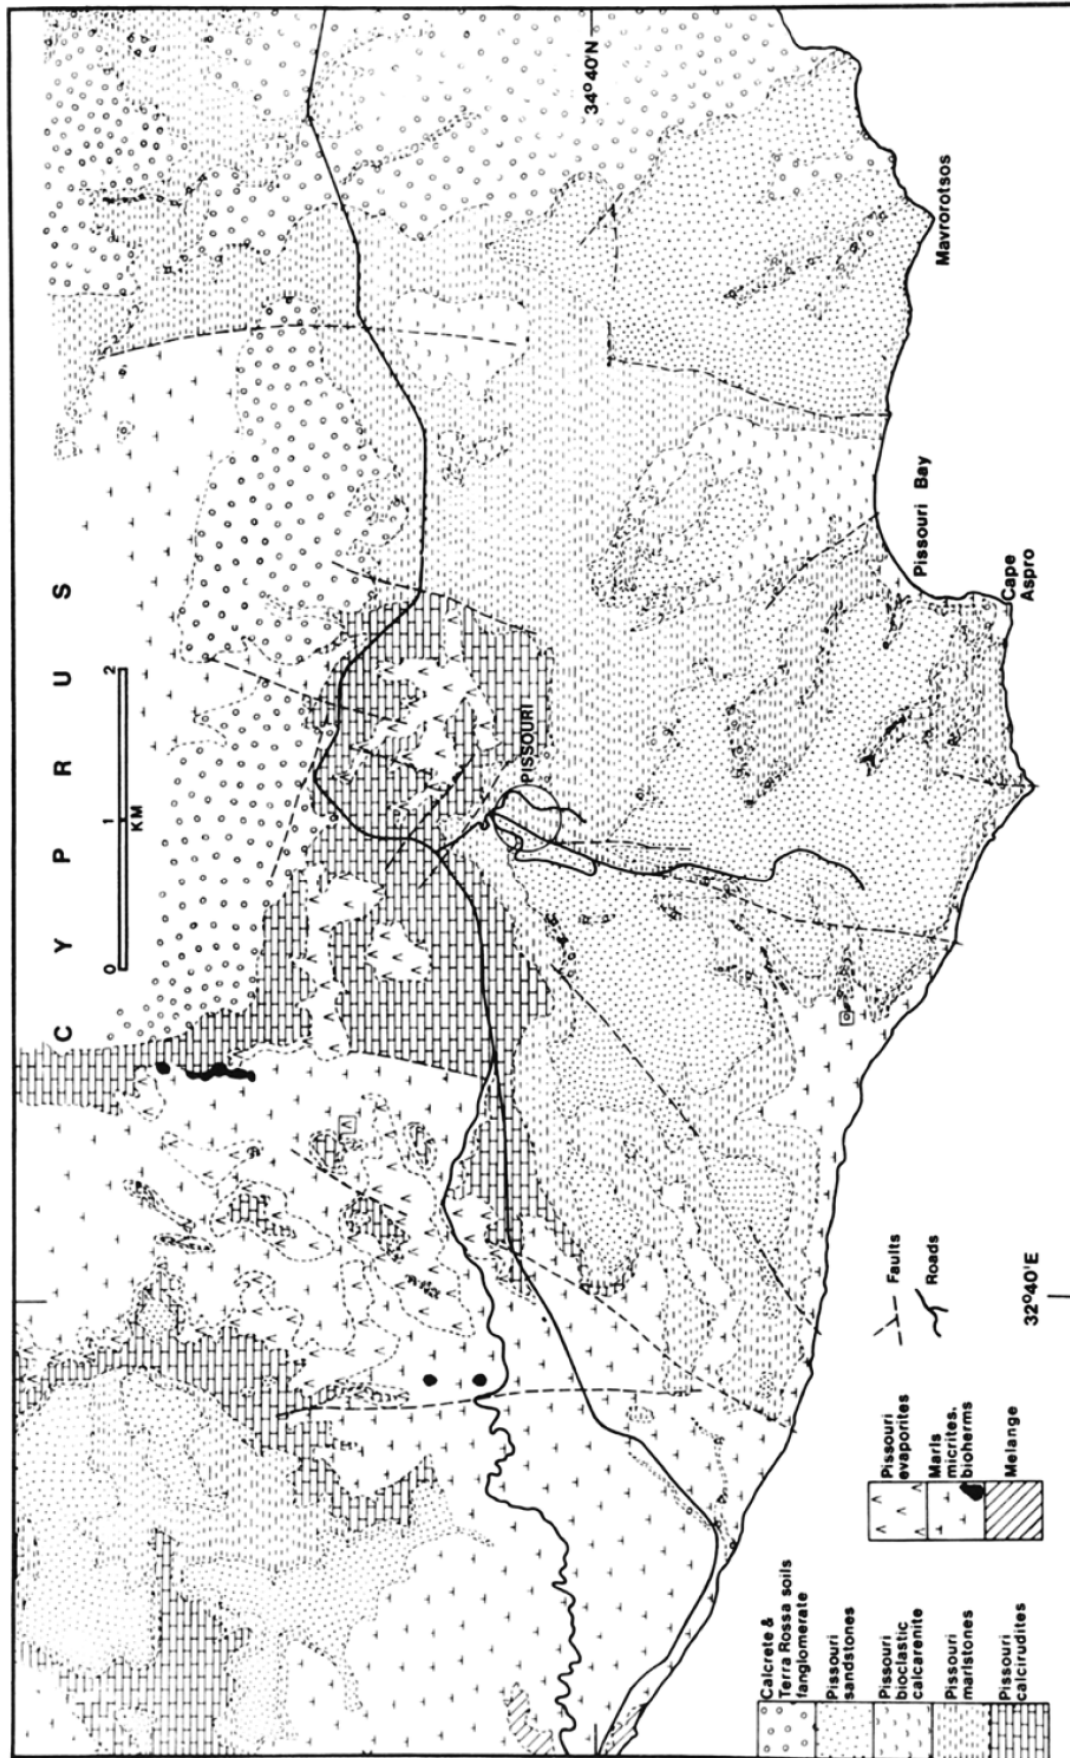 C Y P R U S
0 1 2
KM
34°40'N
PISSOURI
Mavrorotsos
Pissouri Bay
Cape
Aspro
32°40'E
Calcrete &
Terra Rossa soils
fanglomerate
Pissouri
sandstones
Pissouri
bioclastic
calcarenite
Pissouri
marlstones
Pissouri
calcirudites
Pissouri
evaporites
Marls
micrites,
bioherms
Melange
Faults
Roads